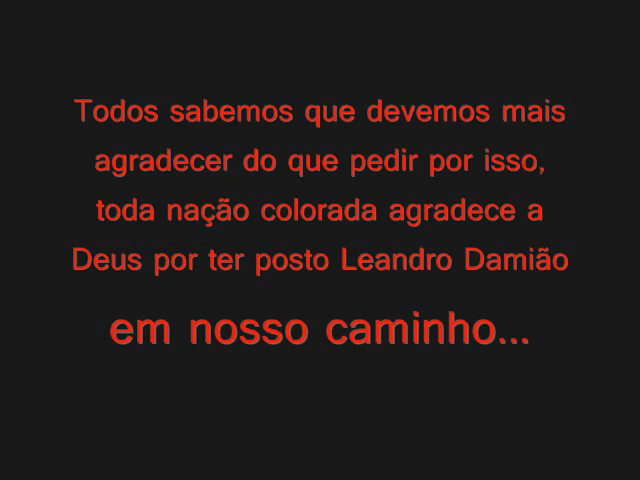 Todos sabemos que devemos mais
agradecer do que pedir por isso,
toda nação colorada agradece a
Deus por ter posto Leandro Damião
em nosso caminho...